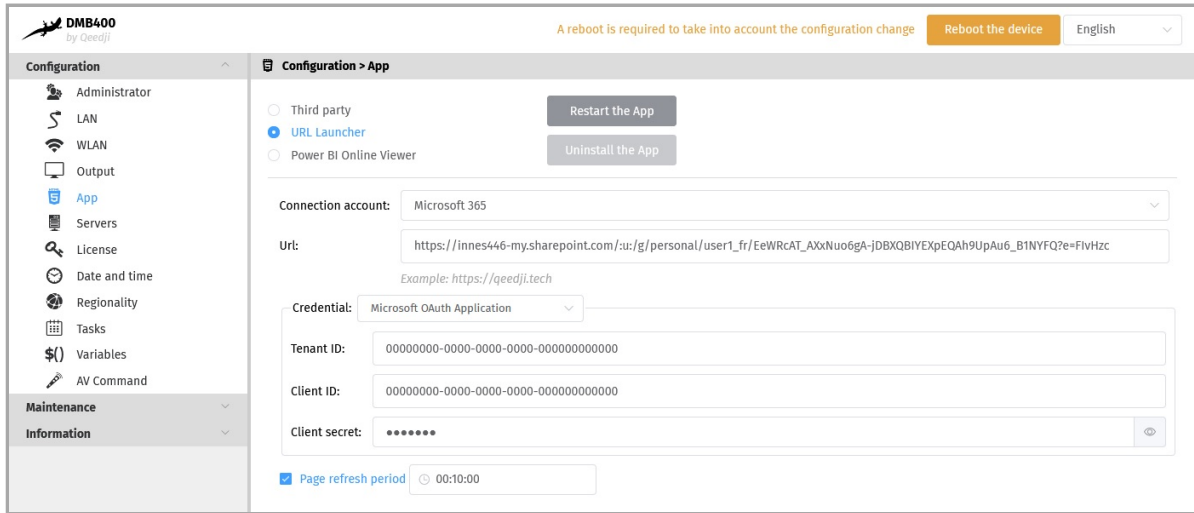 DMB400
by Qeedji
A reboot is required to take into account the configuration change
Reboot the device
English
Configuration
Administrator
LAN
WLAN
Output
App
Servers
License
Date and time
Regionality
Tasks
$() Variables
AV Command
Maintenance
Information
Configuration > App
Third party
URL Launcher
Power BI Online Viewer
Restart the App
Uninstall the App
Connection account: Microsoft 365
Url: https://innes446-my.sharepoint.com/:u:/g/personal/user1_fr/EeWRcAT_AXxNuo6gA-jDBXQBIYEXpEQAh9UpAu6_B1NYFQ?e=FIvHzc
Example: https://qeedji.tech
Credential: Microsoft OAuth Application
Tenant ID: 00000000-0000-0000-0000-000000000000
Client ID: 00000000-0000-0000-0000-000000000000
Client secret: •••••••
Page refresh period 00:10:00